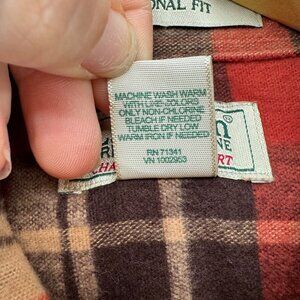 ONAL FIT
MACHINE WASH WARM
WITH LIKE COLORS
ONLY NON-CHLORINE
BLEACH IF NEEDED
TUMBLE DRY LOW
WARM IRON IF NEEDED
RN 71341
VN 1002953